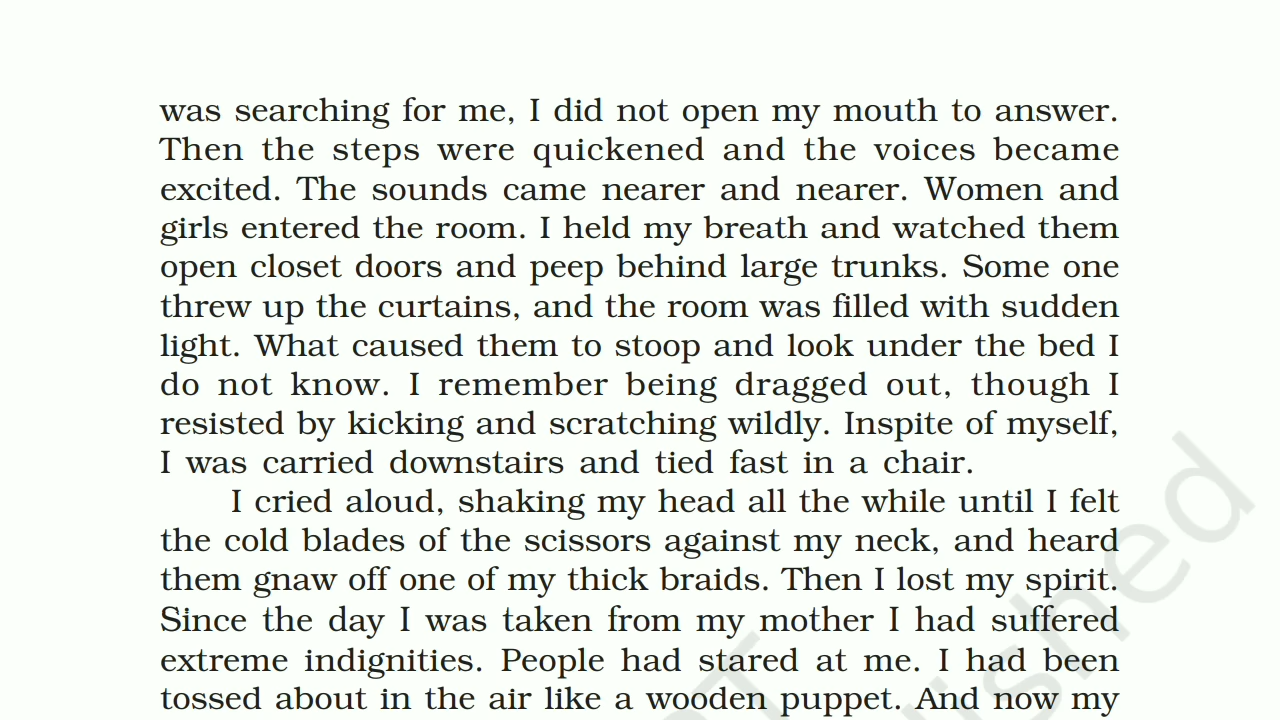 was searching for me, I did not open my mouth to answer.
Then the steps were quickened and the voices became
excited. The sounds came nearer and nearer. Women and
girls entered the room. I held my breath and watched them
open closet doors and peep behind large trunks. Some one
threw up the curtains, and the room was filled with sudden
light. What caused them to stoop and look under the bed I
do not know. I remember being dragged out, though I
resisted by kicking and scratching wildly. Inspite of myself,
I was carried downstairs and tied fast in a chair.
I cried aloud, shaking my head all the while until I felt
the cold blades of the scissors against my neck, and heard
them gnaw off one of my thick braids. Then I lost my spirit.
Since the day I was taken from my mother I had suffered
extreme indignities. People had stared at me. I had been
tossed about in the air like a wooden puppet. And now my